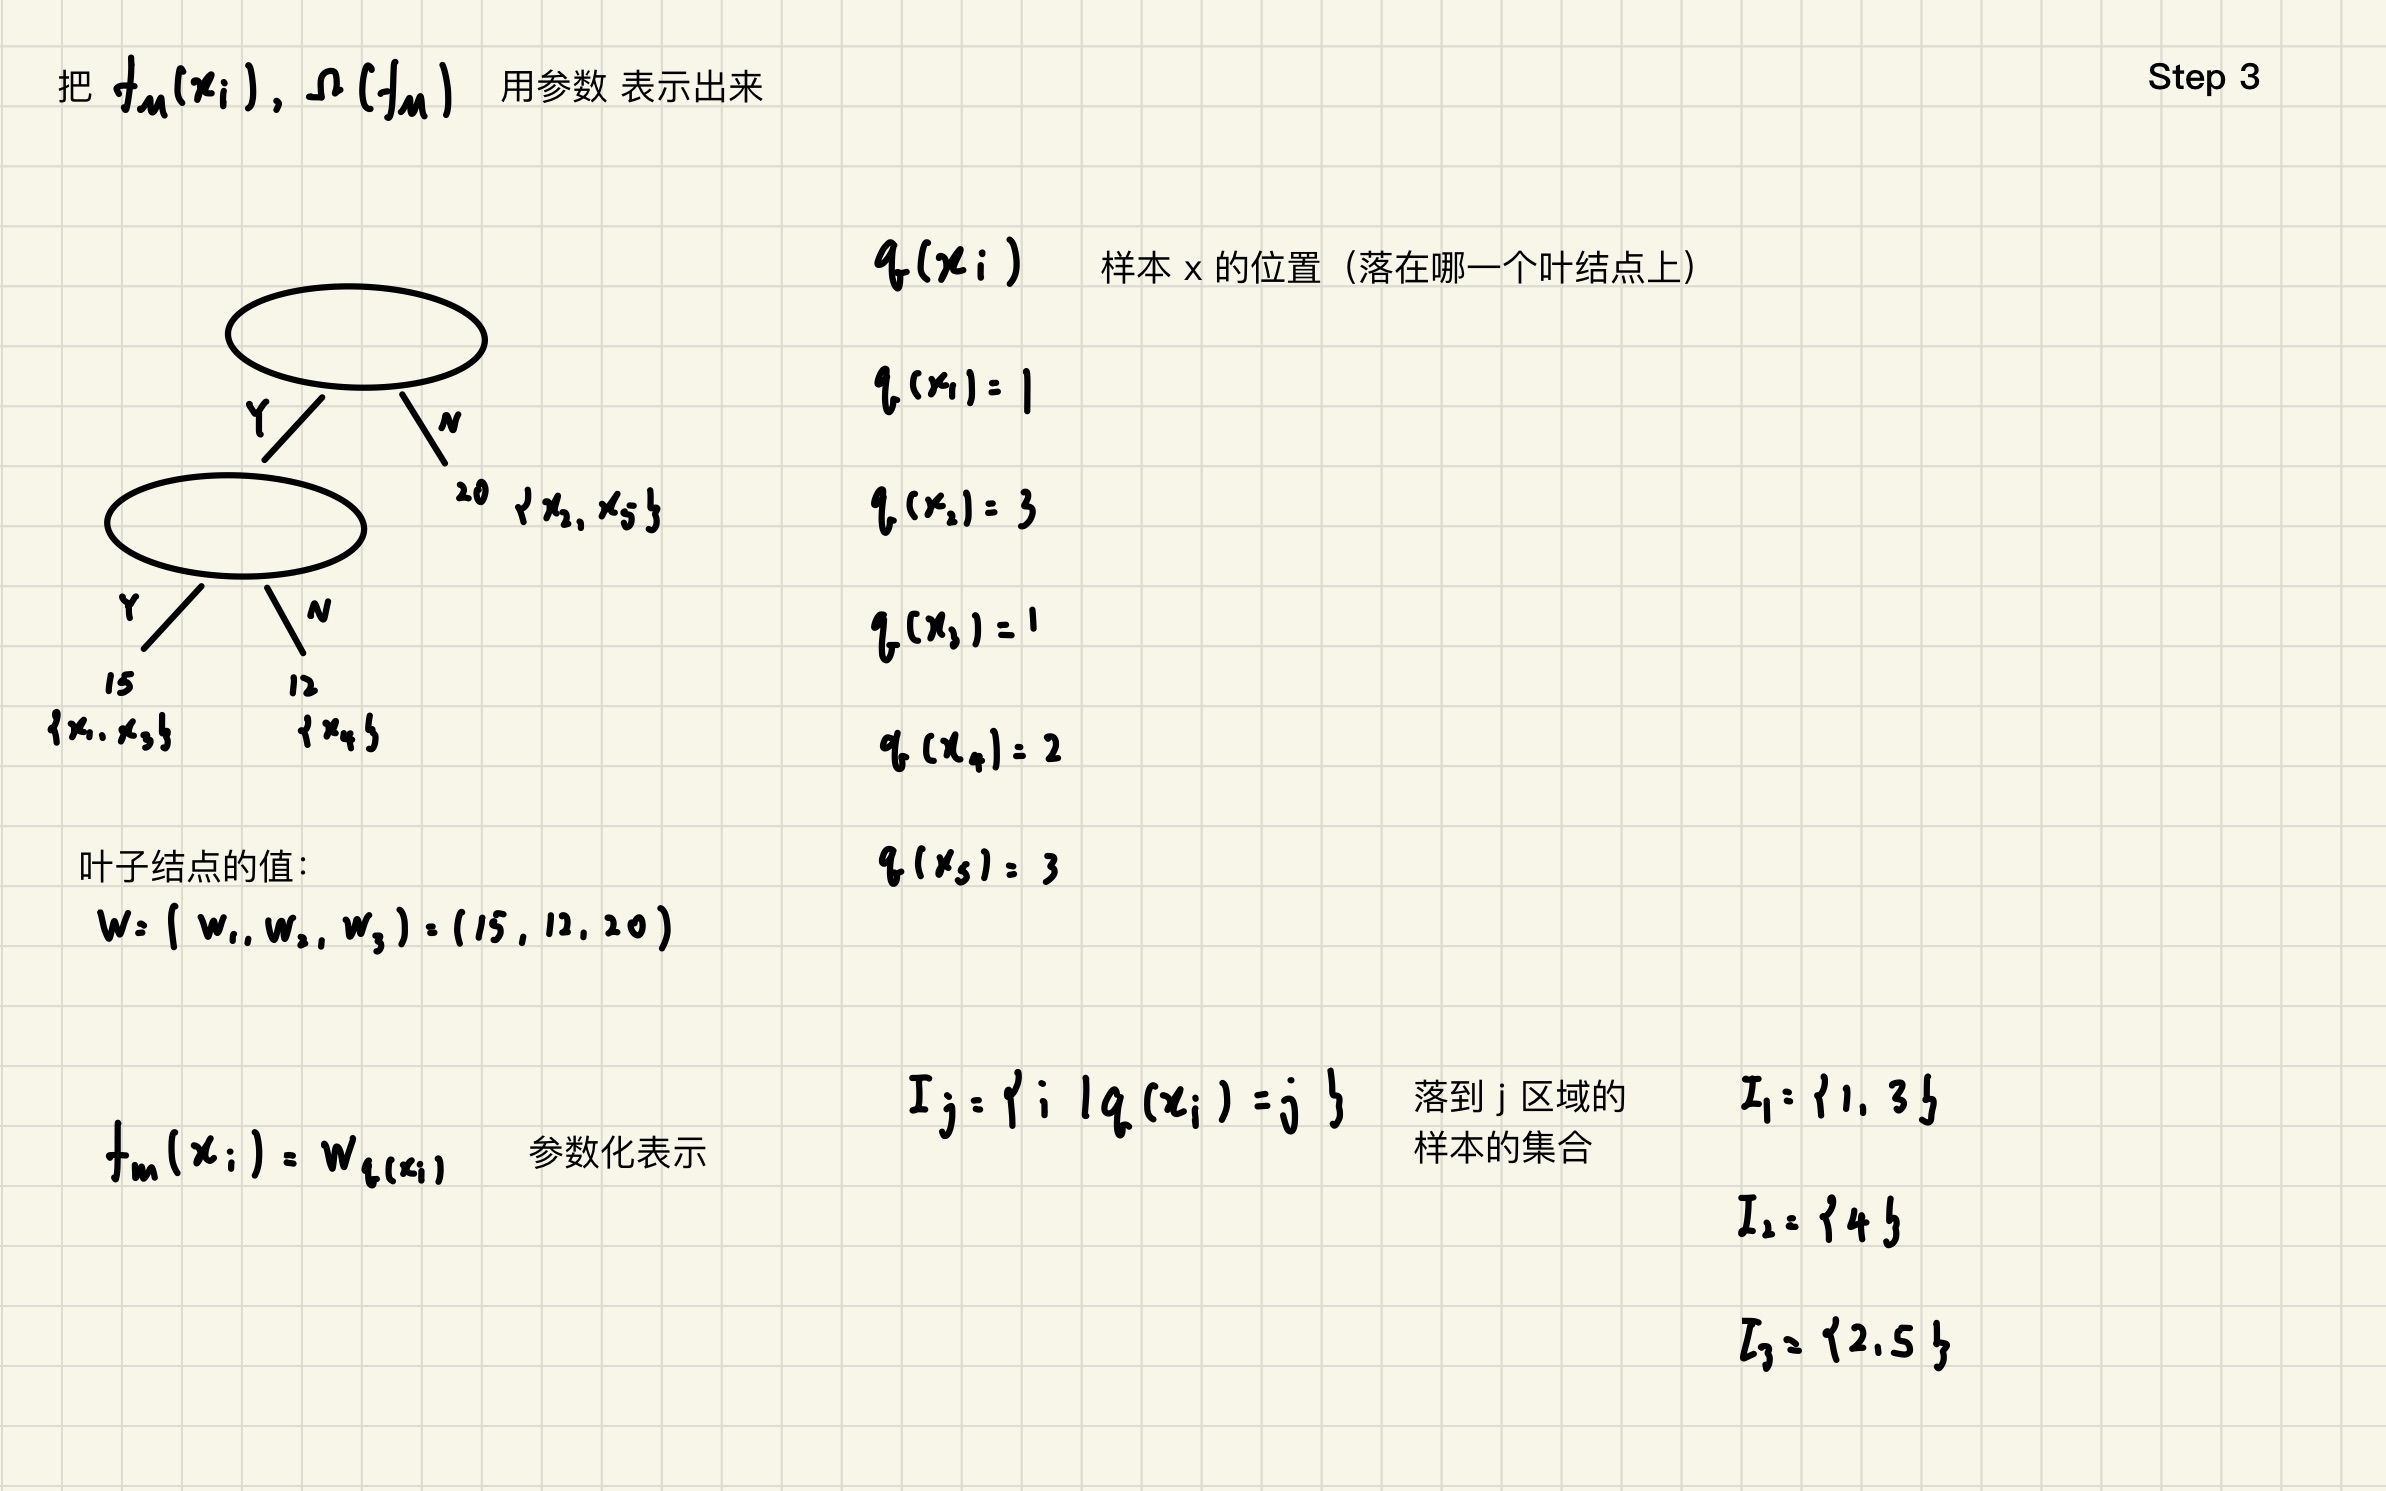 把 f_M(x_i), Ω(f_M) 用参数 表示出来
Step 3
Y
N
20 {x_2, x_5}
Y
N
15
12
{x_1, x_3}
{x_4}
叶子结点的值：
W = (w_1, w_2, w_3) = (15, 12, 20)
f_m(x_i) = w_{q(x_i)} 参数化表示
q(x_i) 样本 x 的位置（落在哪一个叶结点上）
q(x_1) = 1
q(x_2) = 3
q(x_3) = 1
q(x_4) = 2
q(x_5) = 3
I_j = {i | q(x_i) = j}
落到 j 区域的
样本的集合
I_1 = {1, 3}
I_2 = {4}
I_3 = {2, 5}